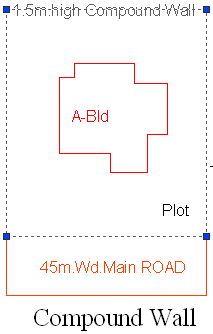 1.5m.high Compound Wall
A-Bld
Plot
45m.Wd.Main ROAD
Compound Wall